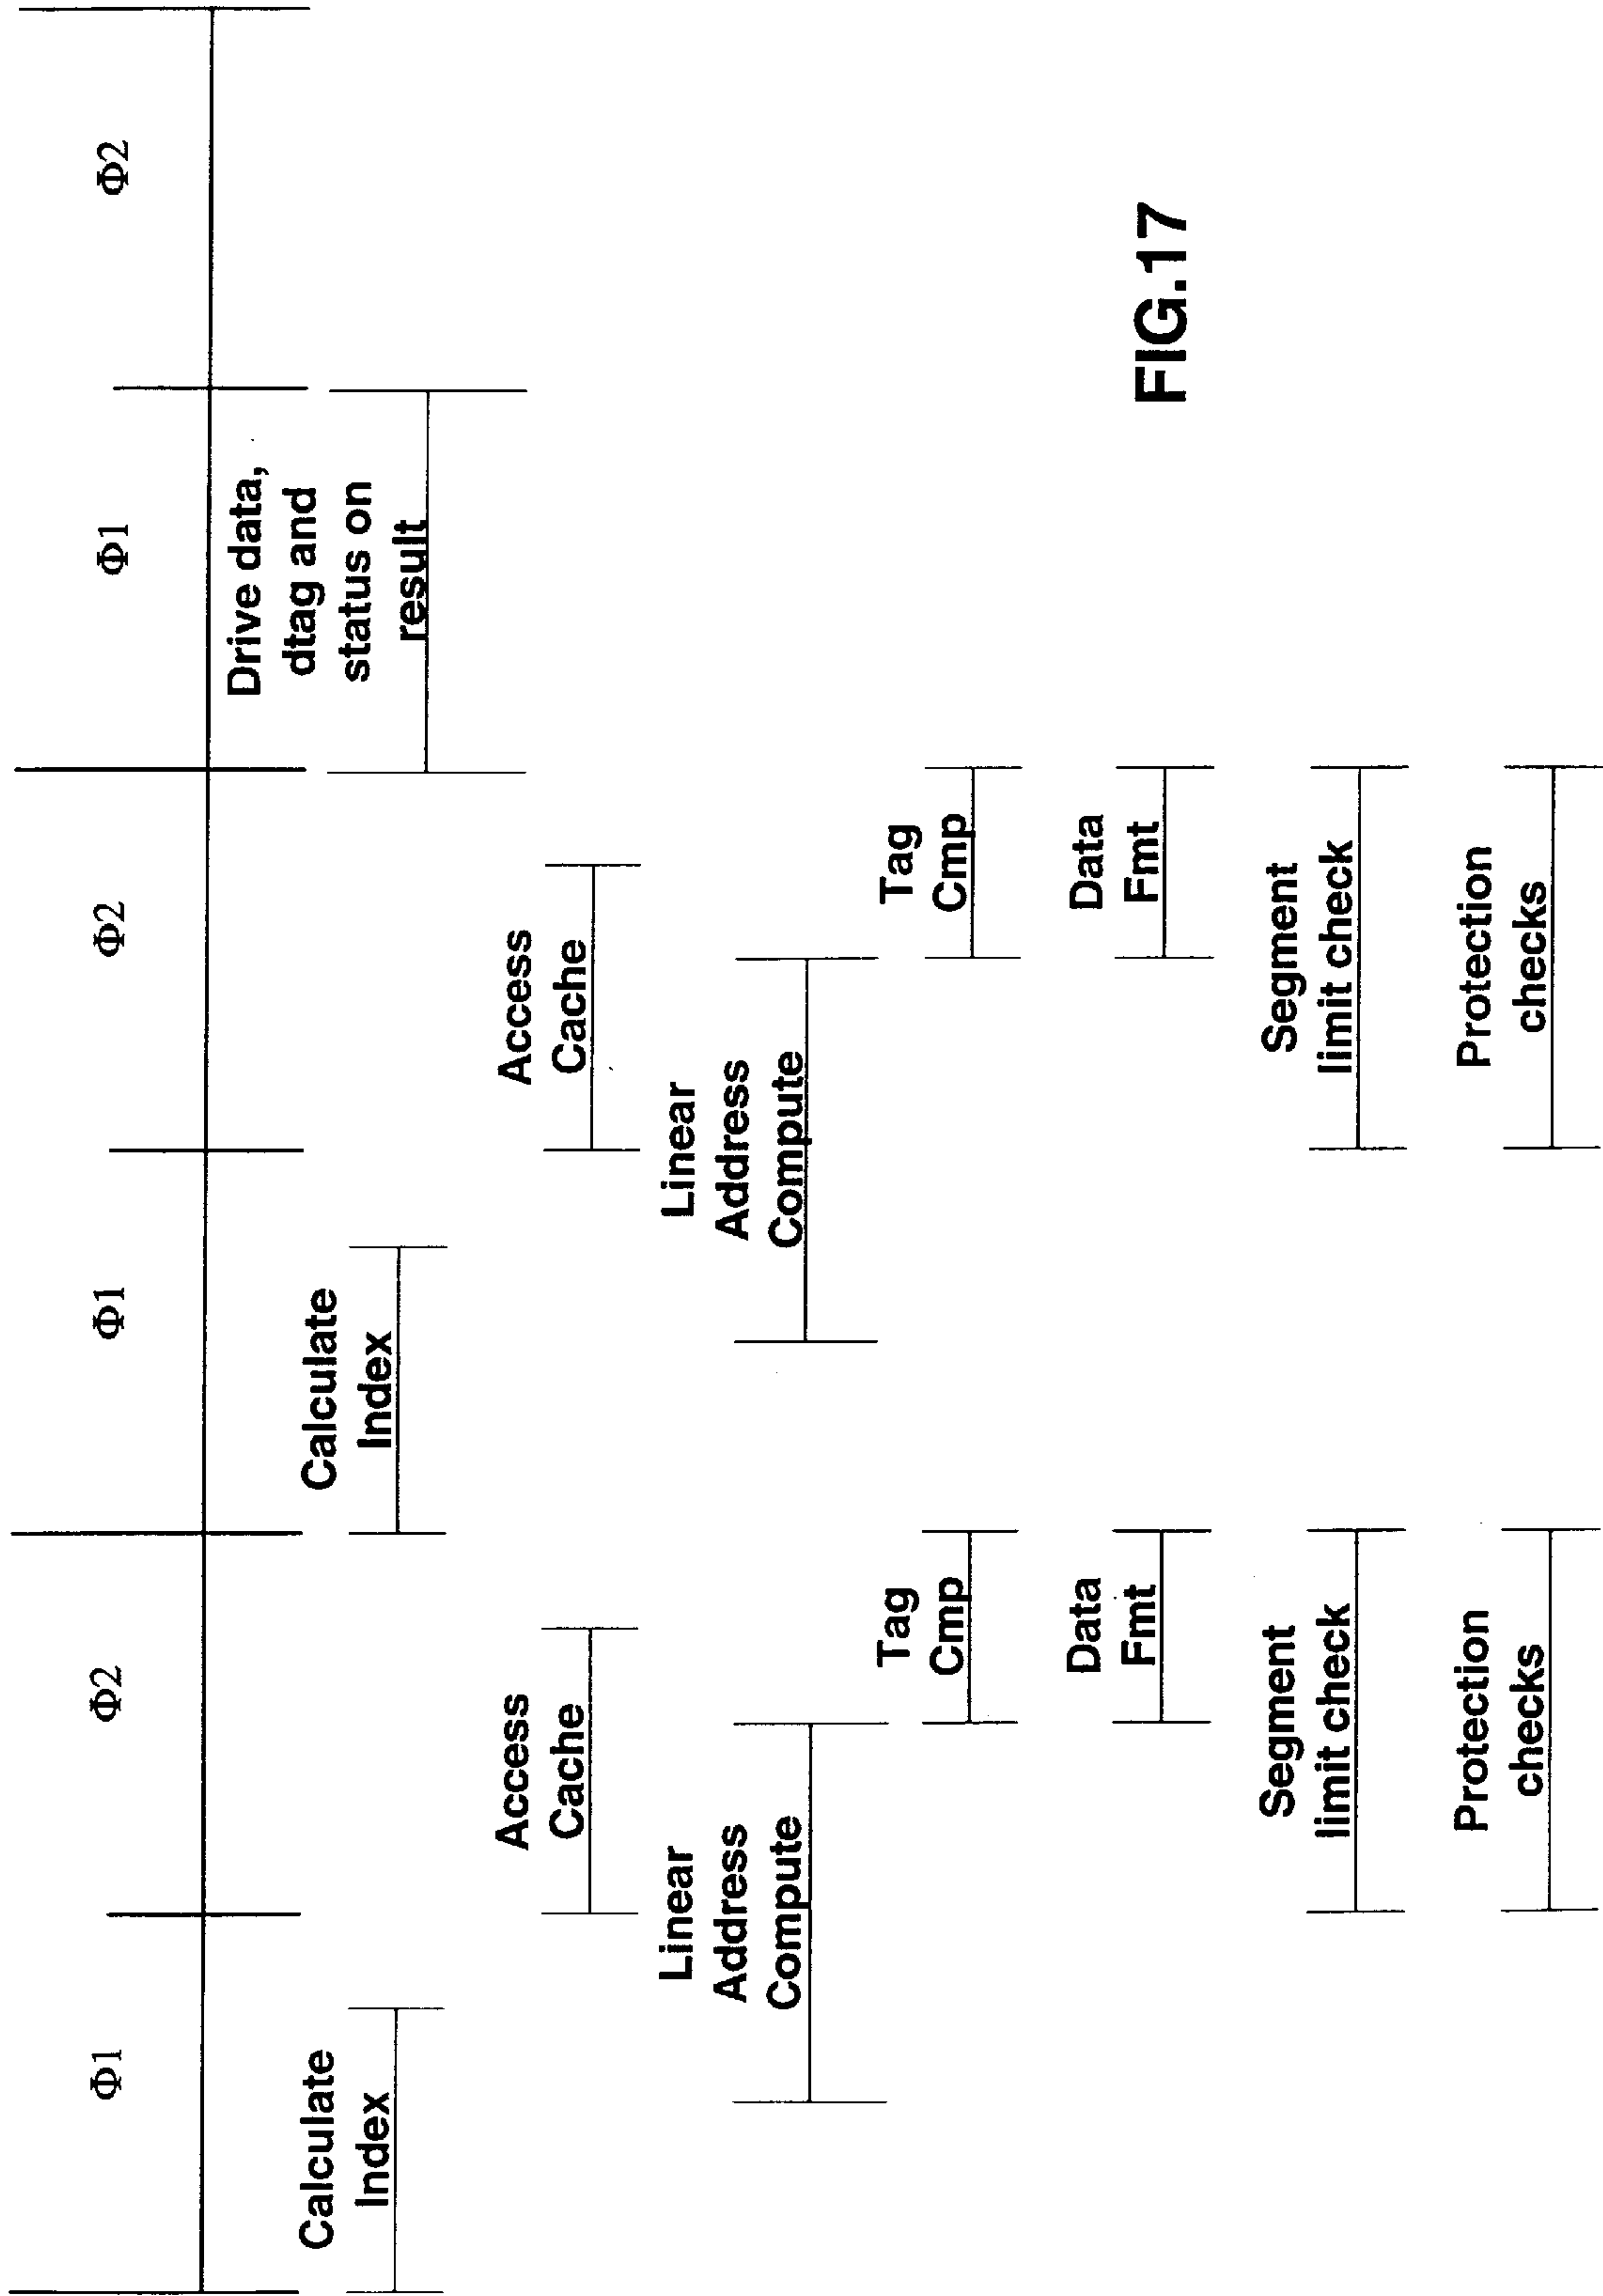 Φ1
Φ2
Φ1
Φ2
Φ1
Φ2
Calculate
Index
Calculate
Index
Drive data,
dtag and
status on
result
Access
Cache
Access
Cache
Linear
Address
Compute
Linear
Address
Compute
Tag
Cmp
Tag
Cmp
Data
Fmt
Data
Fmt
Segment
limit check
Segment
limit check
Protection
checks
Protection
checks
FIG.17